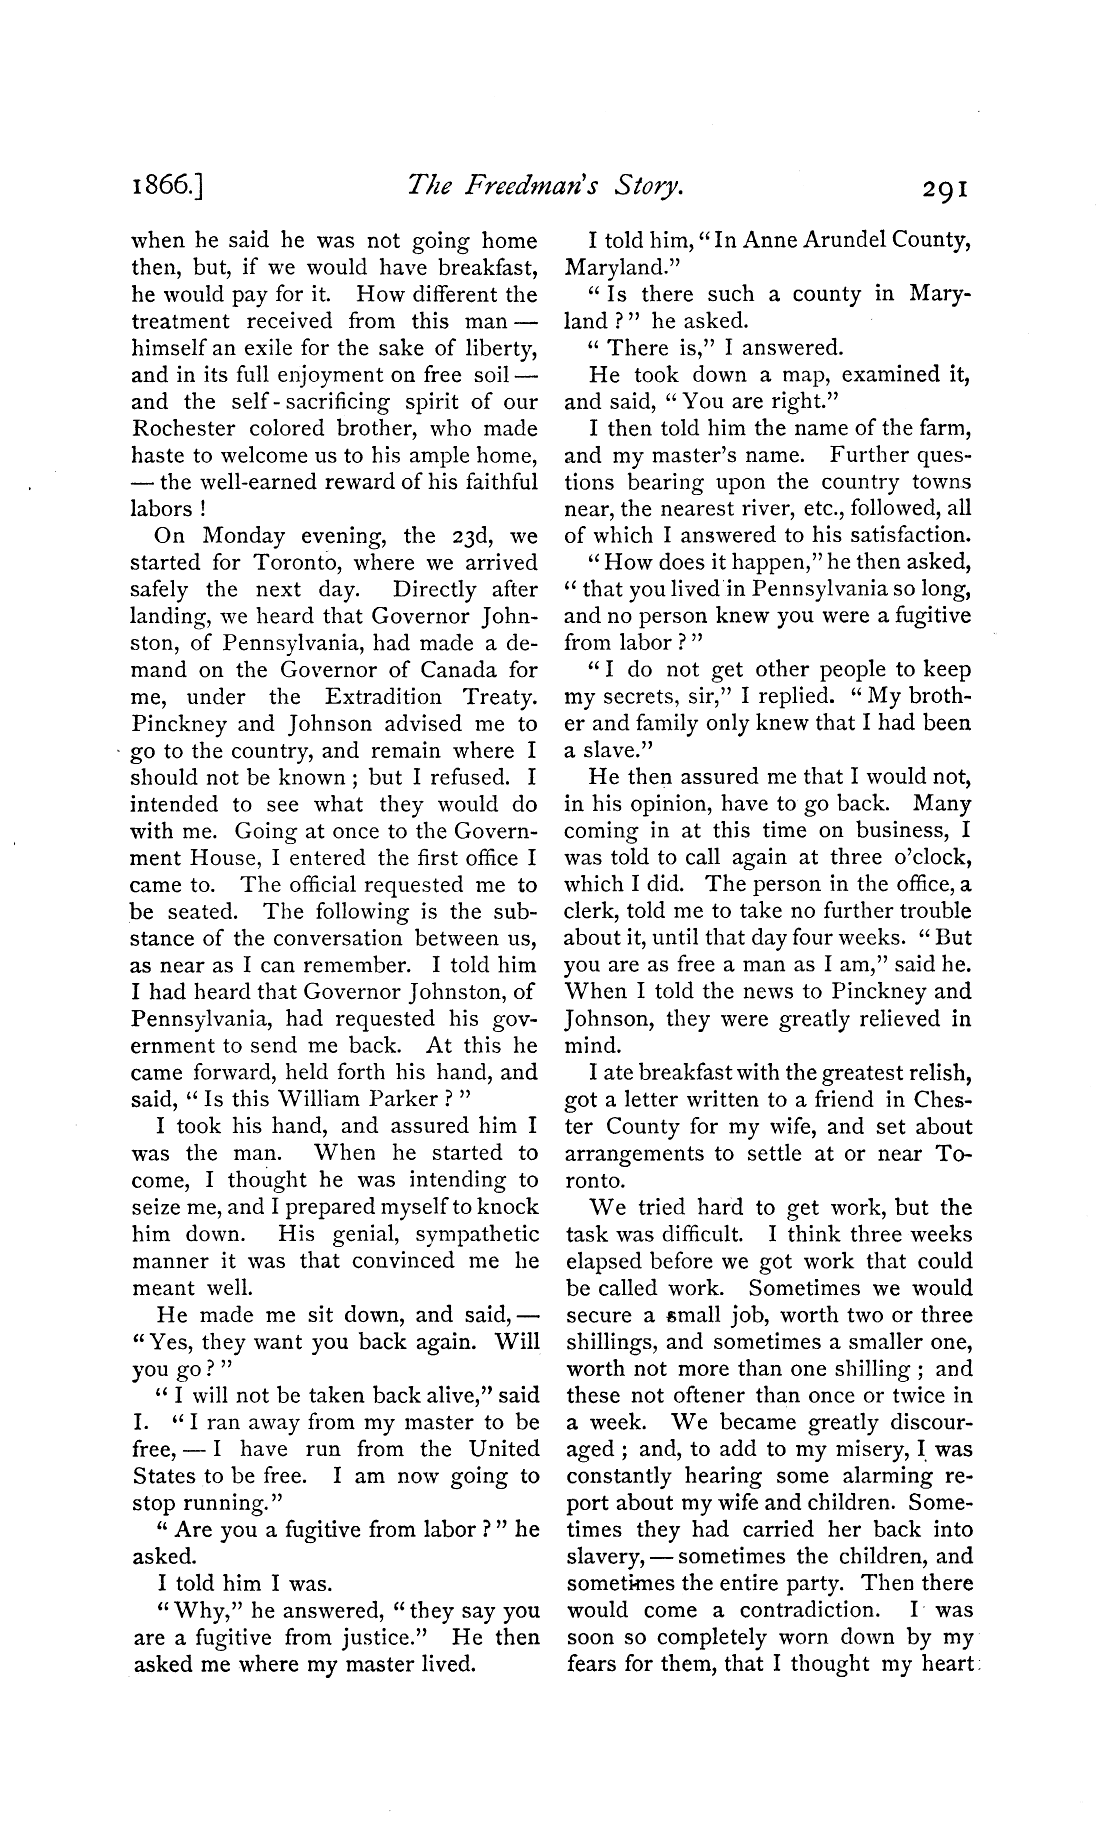 1866.] The Freedman's Story. 291
when he said he was not going home
then, but, if we would have breakfast,
he would pay for it. How different the
treatment received from this man —
himself an exile for the sake of liberty,
and in its full enjoyment on free soil —
and the self-sacrificing spirit of our
Rochester colored brother, who made
haste to welcome us to his ample home,
— the well-earned reward of his faithful
labors !
On Monday evening, the 23d, we
started for Toronto, where we arrived
safely the next day. Directly after
landing, we heard that Governor John-
ston, of Pennsylvania, had made a de-
mand on the Governor of Canada for
me, under the Extradition Treaty.
Pinckney and Johnson advised me to
go to the country, and remain where I
should not be known ; but I refused. I
intended to see what they would do
with me. Going at once to the Govern-
ment House, I entered the first office I
came to. The official requested me to
be seated. The following is the sub-
stance of the conversation between us,
as near as I can remember. I told him
I had heard that Governor Johnston, of
Pennsylvania, had requested his gov-
ernment to send me back. At this he
came forward, held forth his hand, and
said, " Is this William Parker ? "
I took his hand, and assured him I
was the man. When he started to
come, I thought he was intending to
seize me, and I prepared myself to knock
him down. His genial, sympathetic
manner it was that convinced me he
meant well.
He made me sit down, and said, —
" Yes, they want you back again. Will
you go ? "
" I will not be taken back alive," said
I. " I ran away from my master to be
free, — I have run from the United
States to be free. I am now going to
stop running."
" Are you a fugitive from labor ? " he
asked.
I told him I was.
" Why," he answered, " they say you
are a fugitive from justice." He then
asked me where my master lived.
I told him, " In Anne Arundel County,
Maryland."
" Is there such a county in Mary-
land ? " he asked.
" There is," I answered.
He took down a map, examined it,
and said, " You are right."
I then told him the name of the farm,
and my master's name. Further ques-
tions bearing upon the country towns
near, the nearest river, etc., followed, all
of which I answered to his satisfaction.
" How does it happen," he then asked,
" that you lived in Pennsylvania so long,
and no person knew you were a fugitive
from labor ? "
" I do not get other people to keep
my secrets, sir," I replied. " My broth-
er and family only knew that I had been
a slave."
He then assured me that I would not,
in his opinion, have to go back. Many
coming in at this time on business, I
was told to call again at three o'clock,
which I did. The person in the office, a
clerk, told me to take no further trouble
about it, until that day four weeks. " But
you are as free a man as I am," said he.
When I told the news to Pinckney and
Johnson, they were greatly relieved in
mind.
I ate breakfast with the greatest relish,
got a letter written to a friend in Ches-
ter County for my wife, and set about
arrangements to settle at or near To-
ronto.
We tried hard to get work, but the
task was difficult. I think three weeks
elapsed before we got work that could
be called work. Sometimes we would
secure a small job, worth two or three
shillings, and sometimes a smaller one,
worth not more than one shilling ; and
these not oftener than once or twice in
a week. We became greatly discour-
aged ; and, to add to my misery, I was
constantly hearing some alarming re-
port about my wife and children. Some-
times they had carried her back into
slavery, — sometimes the children, and
sometimes the entire party. Then there
would come a contradiction. I was
soon so completely worn down by my
fears for them, that I thought my heart